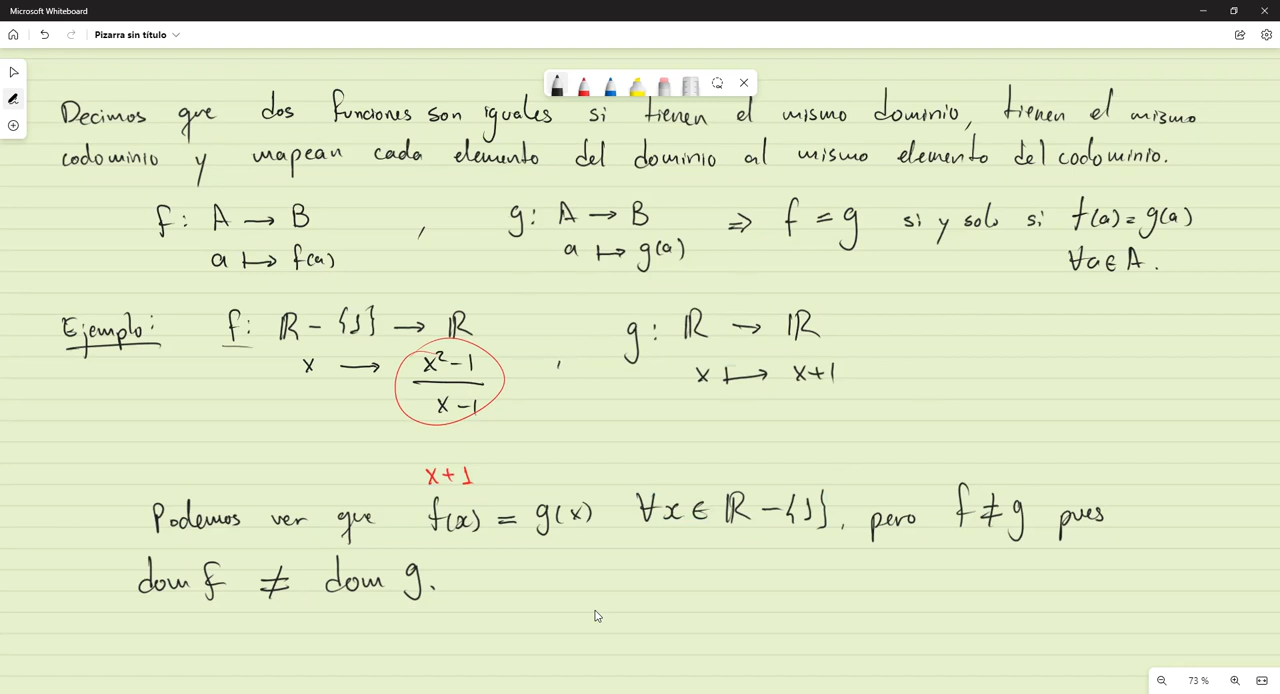 Microsoft Whiteboard
Pizarra sin título
Decimos que dos funciones son iguales si tienen el mismo dominio, tienen el mismo
codominio y mapean cada elemento del dominio al mismo elemento del codominio.
f: A → B , g: A → B ⇒ f = g si y solo si f(a) = g(a)
a ↦ f(a) a ↦ g(a) ∀a ∈ A.
Ejemplo: f: ℝ - {1} → ℝ , g: ℝ → ℝ
x → x² - 1 x ↦ x+1
x - 1
x + 1
Podemos ver que f(x) = g(x) ∀x ∈ ℝ - {1}, pero f ≠ g pues
dom f ≠ dom g.
73 %